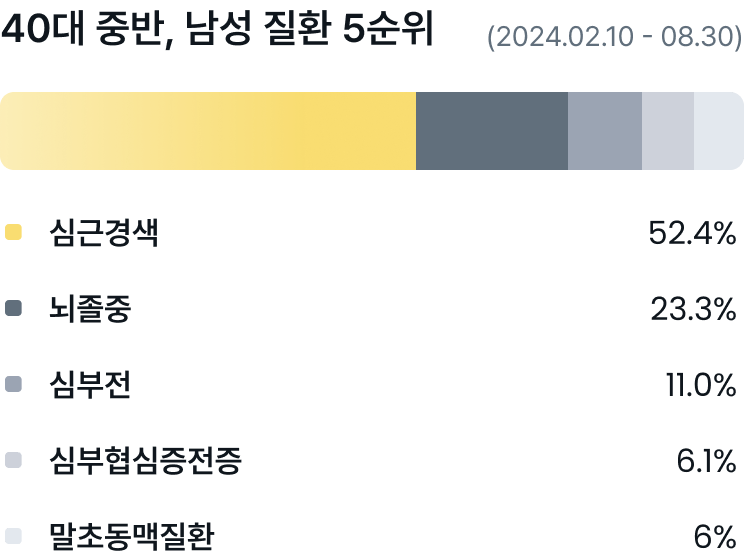 40대 중반, 남성 질환 5순위 (2024.02.10 - 08.30)
심근경색 52.4%
뇌졸중 23.3%
심부전 11.0%
심부협심증전증 6.1%
말초동맥질환 6%